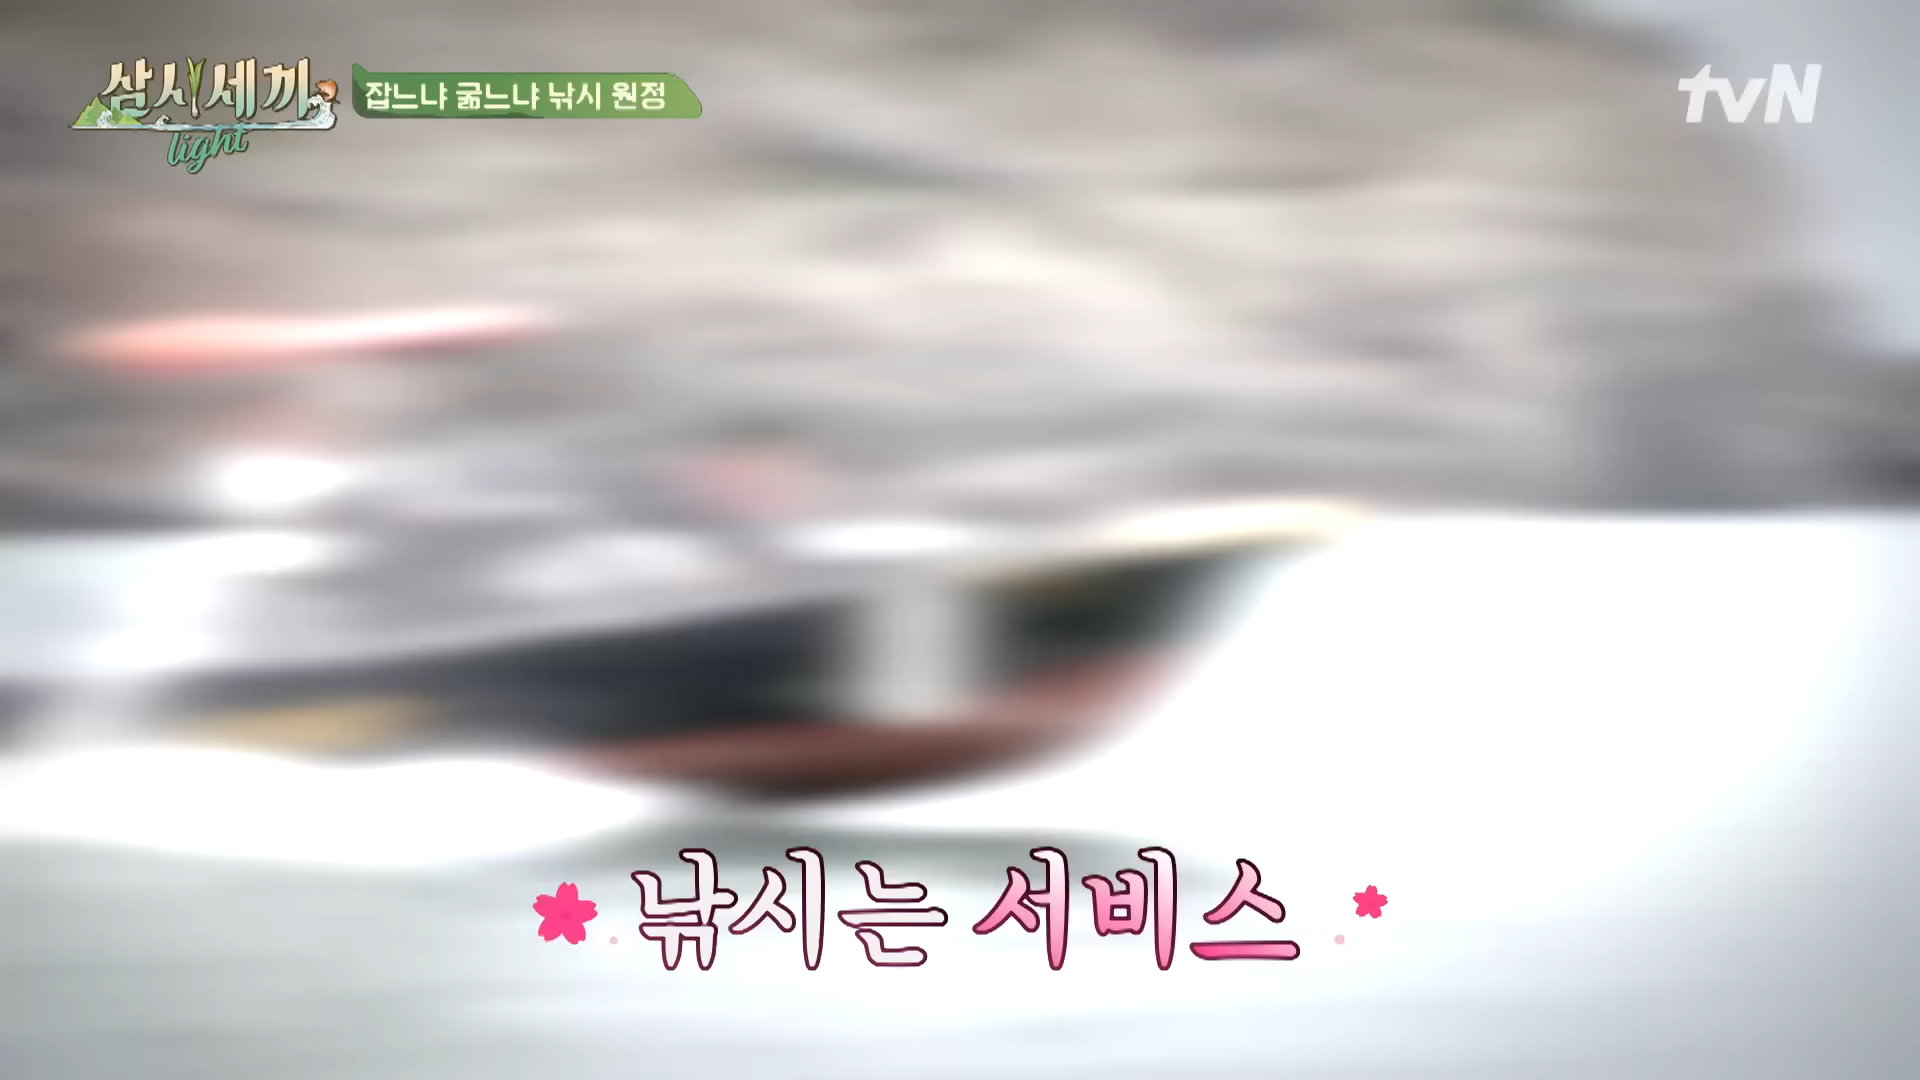 삼시세끼
light
잡느냐 굶느냐 낚시 원정
tvN
낚시는 서비스